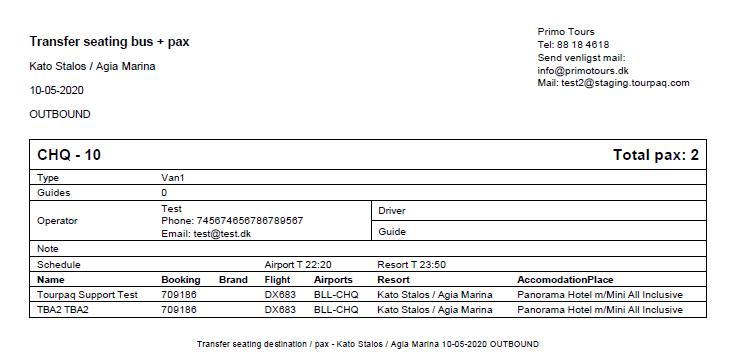 Primo Tours
Tel: 88 18 4618
Send venligst mail:
info@primotours.dk
Mail: test2@staging.tourpaq.com
Transfer seating bus + pax
Kato Stalos / Agia Marina
10-05-2020
OUTBOUND
CHQ - 10 Total pax: 2
Type Van1
Guides 0
Operator Test
Phone: 745674656786789567
Email: test@test.dk
Driver
Guide
Note
Schedule Airport T 22:20 Resort T 23:50
Name Booking Brand Flight Airports Resort AccomodationPlace
Tourpaq Support Test 709186 DX683 BLL-CHQ Kato Stalos / Agia Marina Panorama Hotel m/Mini All Inclusive
TBA2 TBA2 709186 DX683 BLL-CHQ Kato Stalos / Agia Marina Panorama Hotel m/Mini All Inclusive
Transfer seating destination / pax - Kato Stalos / Agia Marina 10-05-2020 OUTBOUND